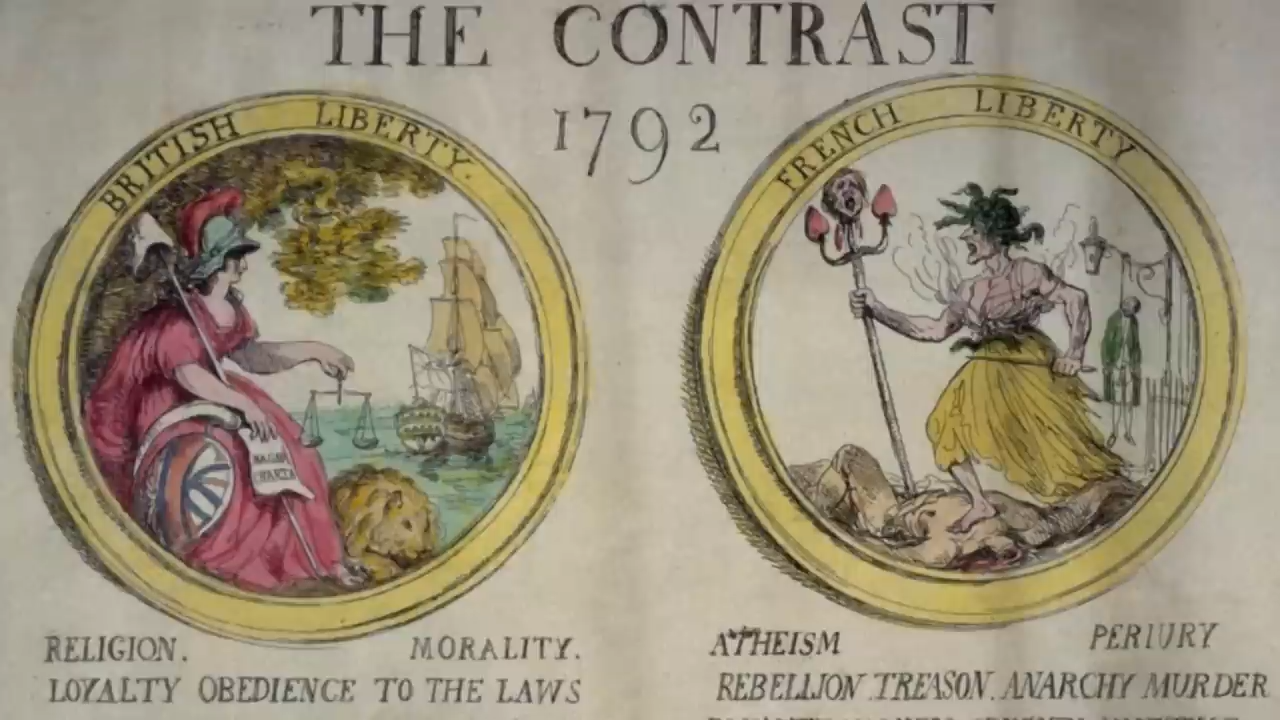 THE CONTRAST
1792
BRITISH LIBERTY.
MAGNA
CHARTA
RELIGION. MORALITY.
LOYALTY OBEDIENCE TO THE LAWS
FRENCH LIBERTY
ATHEISM PERIURY
REBELLION.TREASON.ANARCHY MURDER